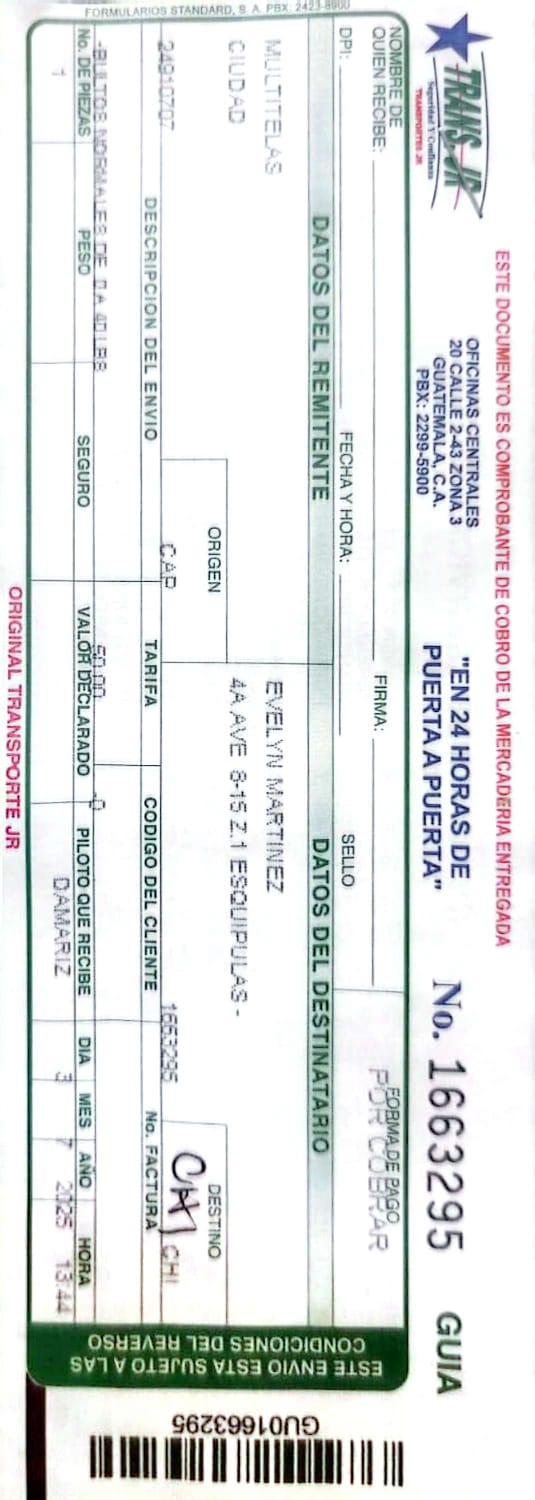 ESTE DOCUMENTO ES COMPROBANTE DE COBRO DE LA MERCADERIA ENTREGADA
TRANS. JR
Seguridad Y Confianza
TRANSPORTES JR
OFICINAS CENTRALES
20 CALLE 2-43 ZONA 3
GUATEMALA, C.A.
PBX: 2299-5900
"EN 24 HORAS DE
PUERTA A PUERTA"
No. 1663295 GUIA
NOMBRE DE
QUIEN RECIBE:
FIRMA:
FORMA DE PAGO
POR COBRAR
DPI:
FECHA Y HORA:
SELLO
DATOS DEL REMITENTE
DATOS DEL DESTINATARIO
MULTITELAS
CIUDAD
EVELYN MARTINEZ
4A AVE 8-15 Z.1 ESQUIPULAS -
ORIGEN
DESTINO
24910707
CAP
1663295
CHI
CHI
DESCRIPCION DEL ENVIO
TARIFA
CODIGO DEL CLIENTE
No. FACTURA
-BULTOS NORMALES DE 0 A 40 LBS
50.00
-0
No. DE PIEZAS
PESO
SEGURO
VALOR DECLARADO
PILOTO QUE RECIBE
DIA
MES
AÑO
HORA
1
DAMARIZ
3
7
2025
13:44
ESTE ENVIO ESTA SUJETO A LAS
CONDICIONES DEL REVERSO
GU01663295
FORMULARIOS STANDARD, S. A. PBX: 2423-8900
ORIGINAL TRANSPORTE JR